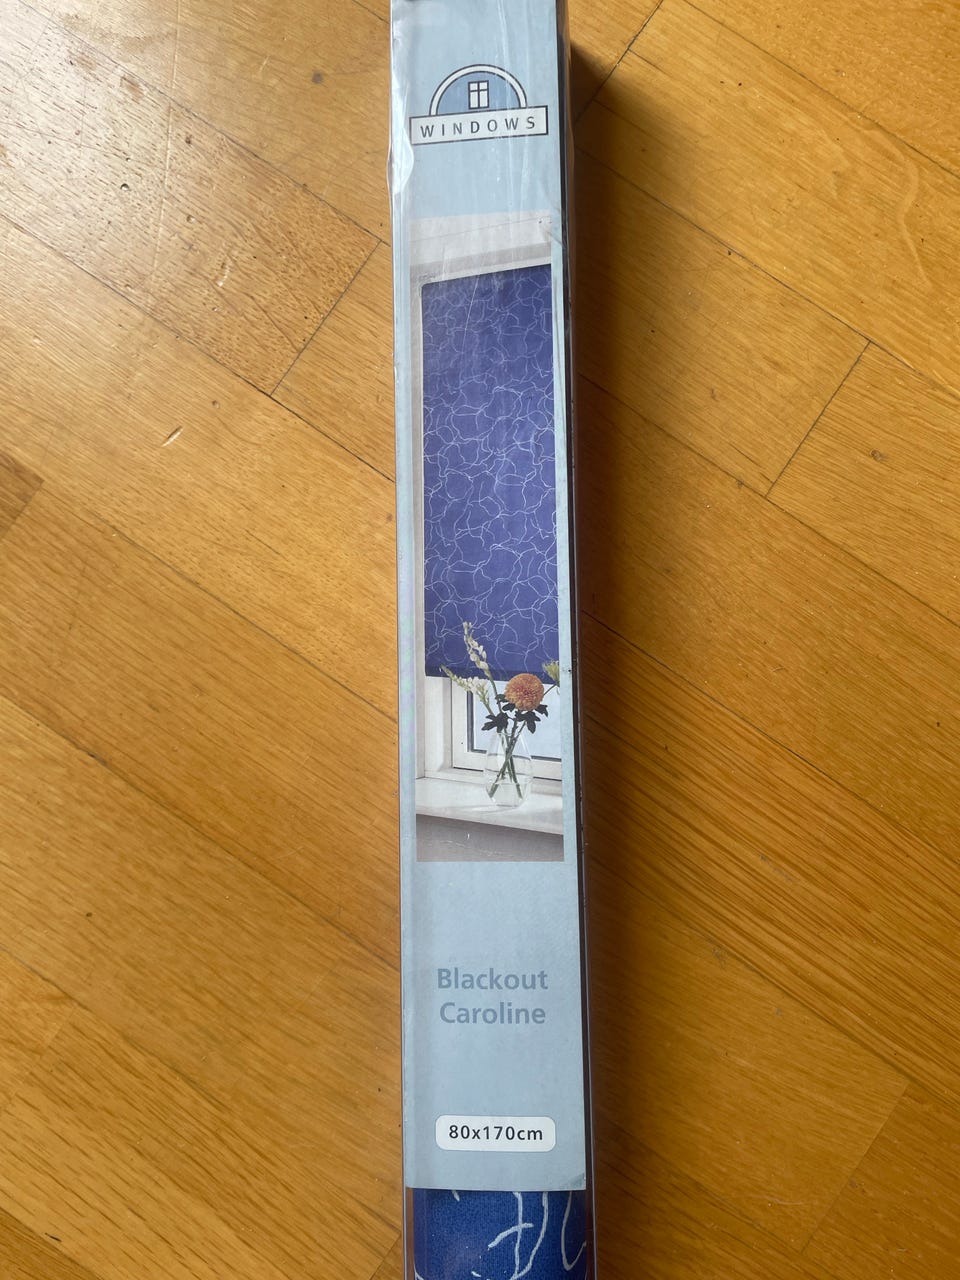 WINDOWS
Blackout
Caroline
80x170cm